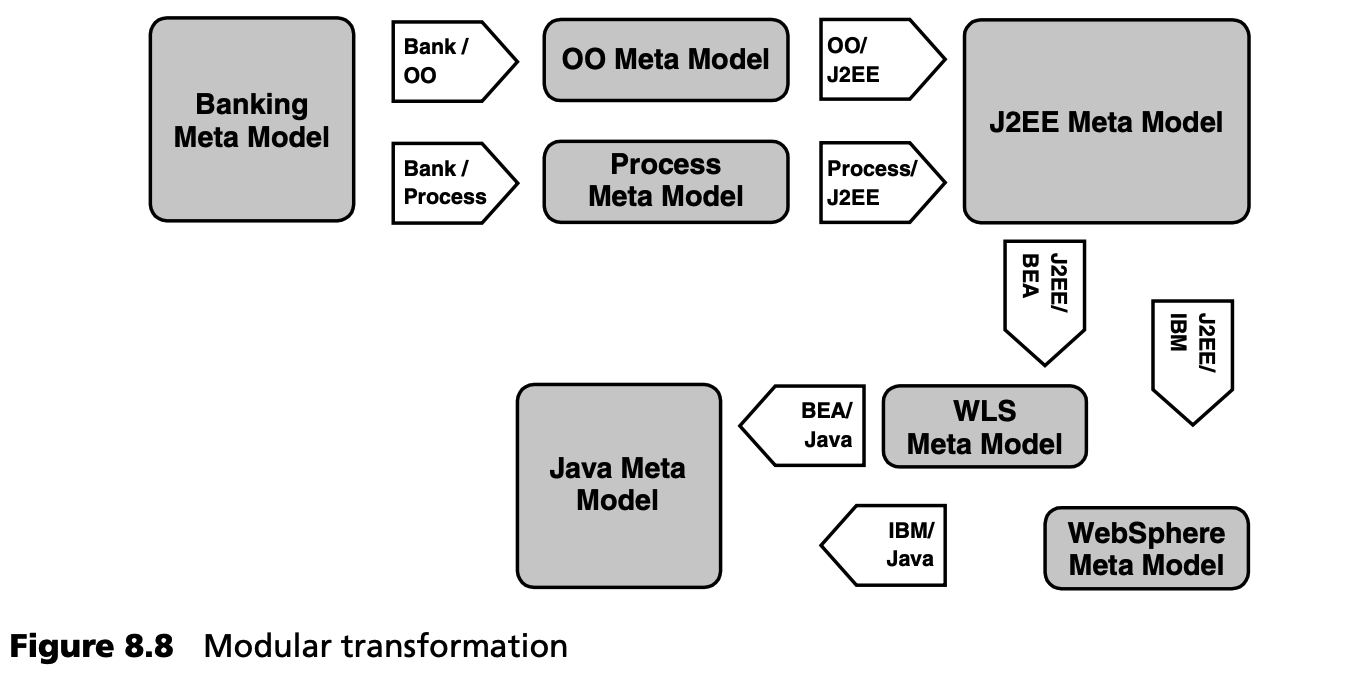 Banking
Meta Model
Bank /
OO
OO Meta Model
OO/
J2EE
J2EE Meta Model
Bank /
Process
Process
Meta Model
Process/
J2EE
J2EE/
BEA
J2EE/
IBM
Java Meta
Model
BEA/
Java
WLS
Meta Model
IBM/
Java
WebSphere
Meta Model
Figure 8.8 Modular transformation